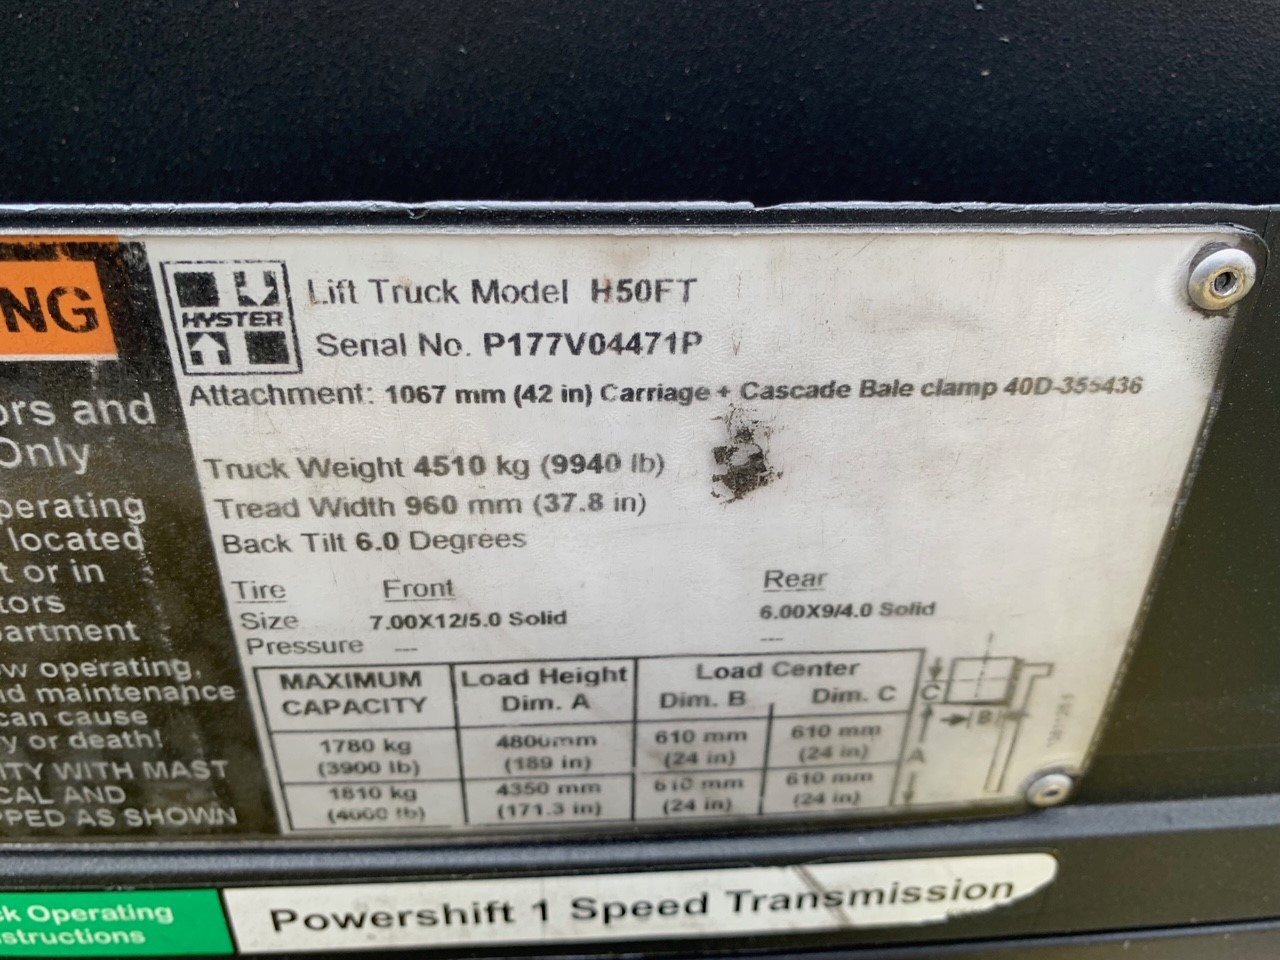 NG
ors and
Only
perating
located
t or in
tors
partment
w operating,
nd maintenance
can cause
y or death!
ITY WITH MAST
CAL AND
PPED AS SHOWN
HYSTER
Lift Truck Model H50FT
Serial No. P177V04471P
Attachment: 1067 mm (42 in) Carriage + Cascade Bale clamp 40D-355436
Truck Weight 4510 kg (9940 lb)
Tread Width 960 mm (37.8 in)
Back Tilt 6.0 Degrees
Tire Front Rear
Size 7.00X12/5.0 Solid 6.00X9/4.0 Solid
Pressure --- ---
MAXIMUM CAPACITY Load Height Dim. A Load Center Dim. B Dim. C
1780 kg 4800mm 610 mm 610 mm
(3900 lb) (189 in) (24 in) (24 in)
1810 kg 4350 mm 610 mm 610 mm
(4000 lb) (171.3 in) (24 in) (24 in)
C
B
A
ck Operating
structions
Powershift 1 Speed Transmission